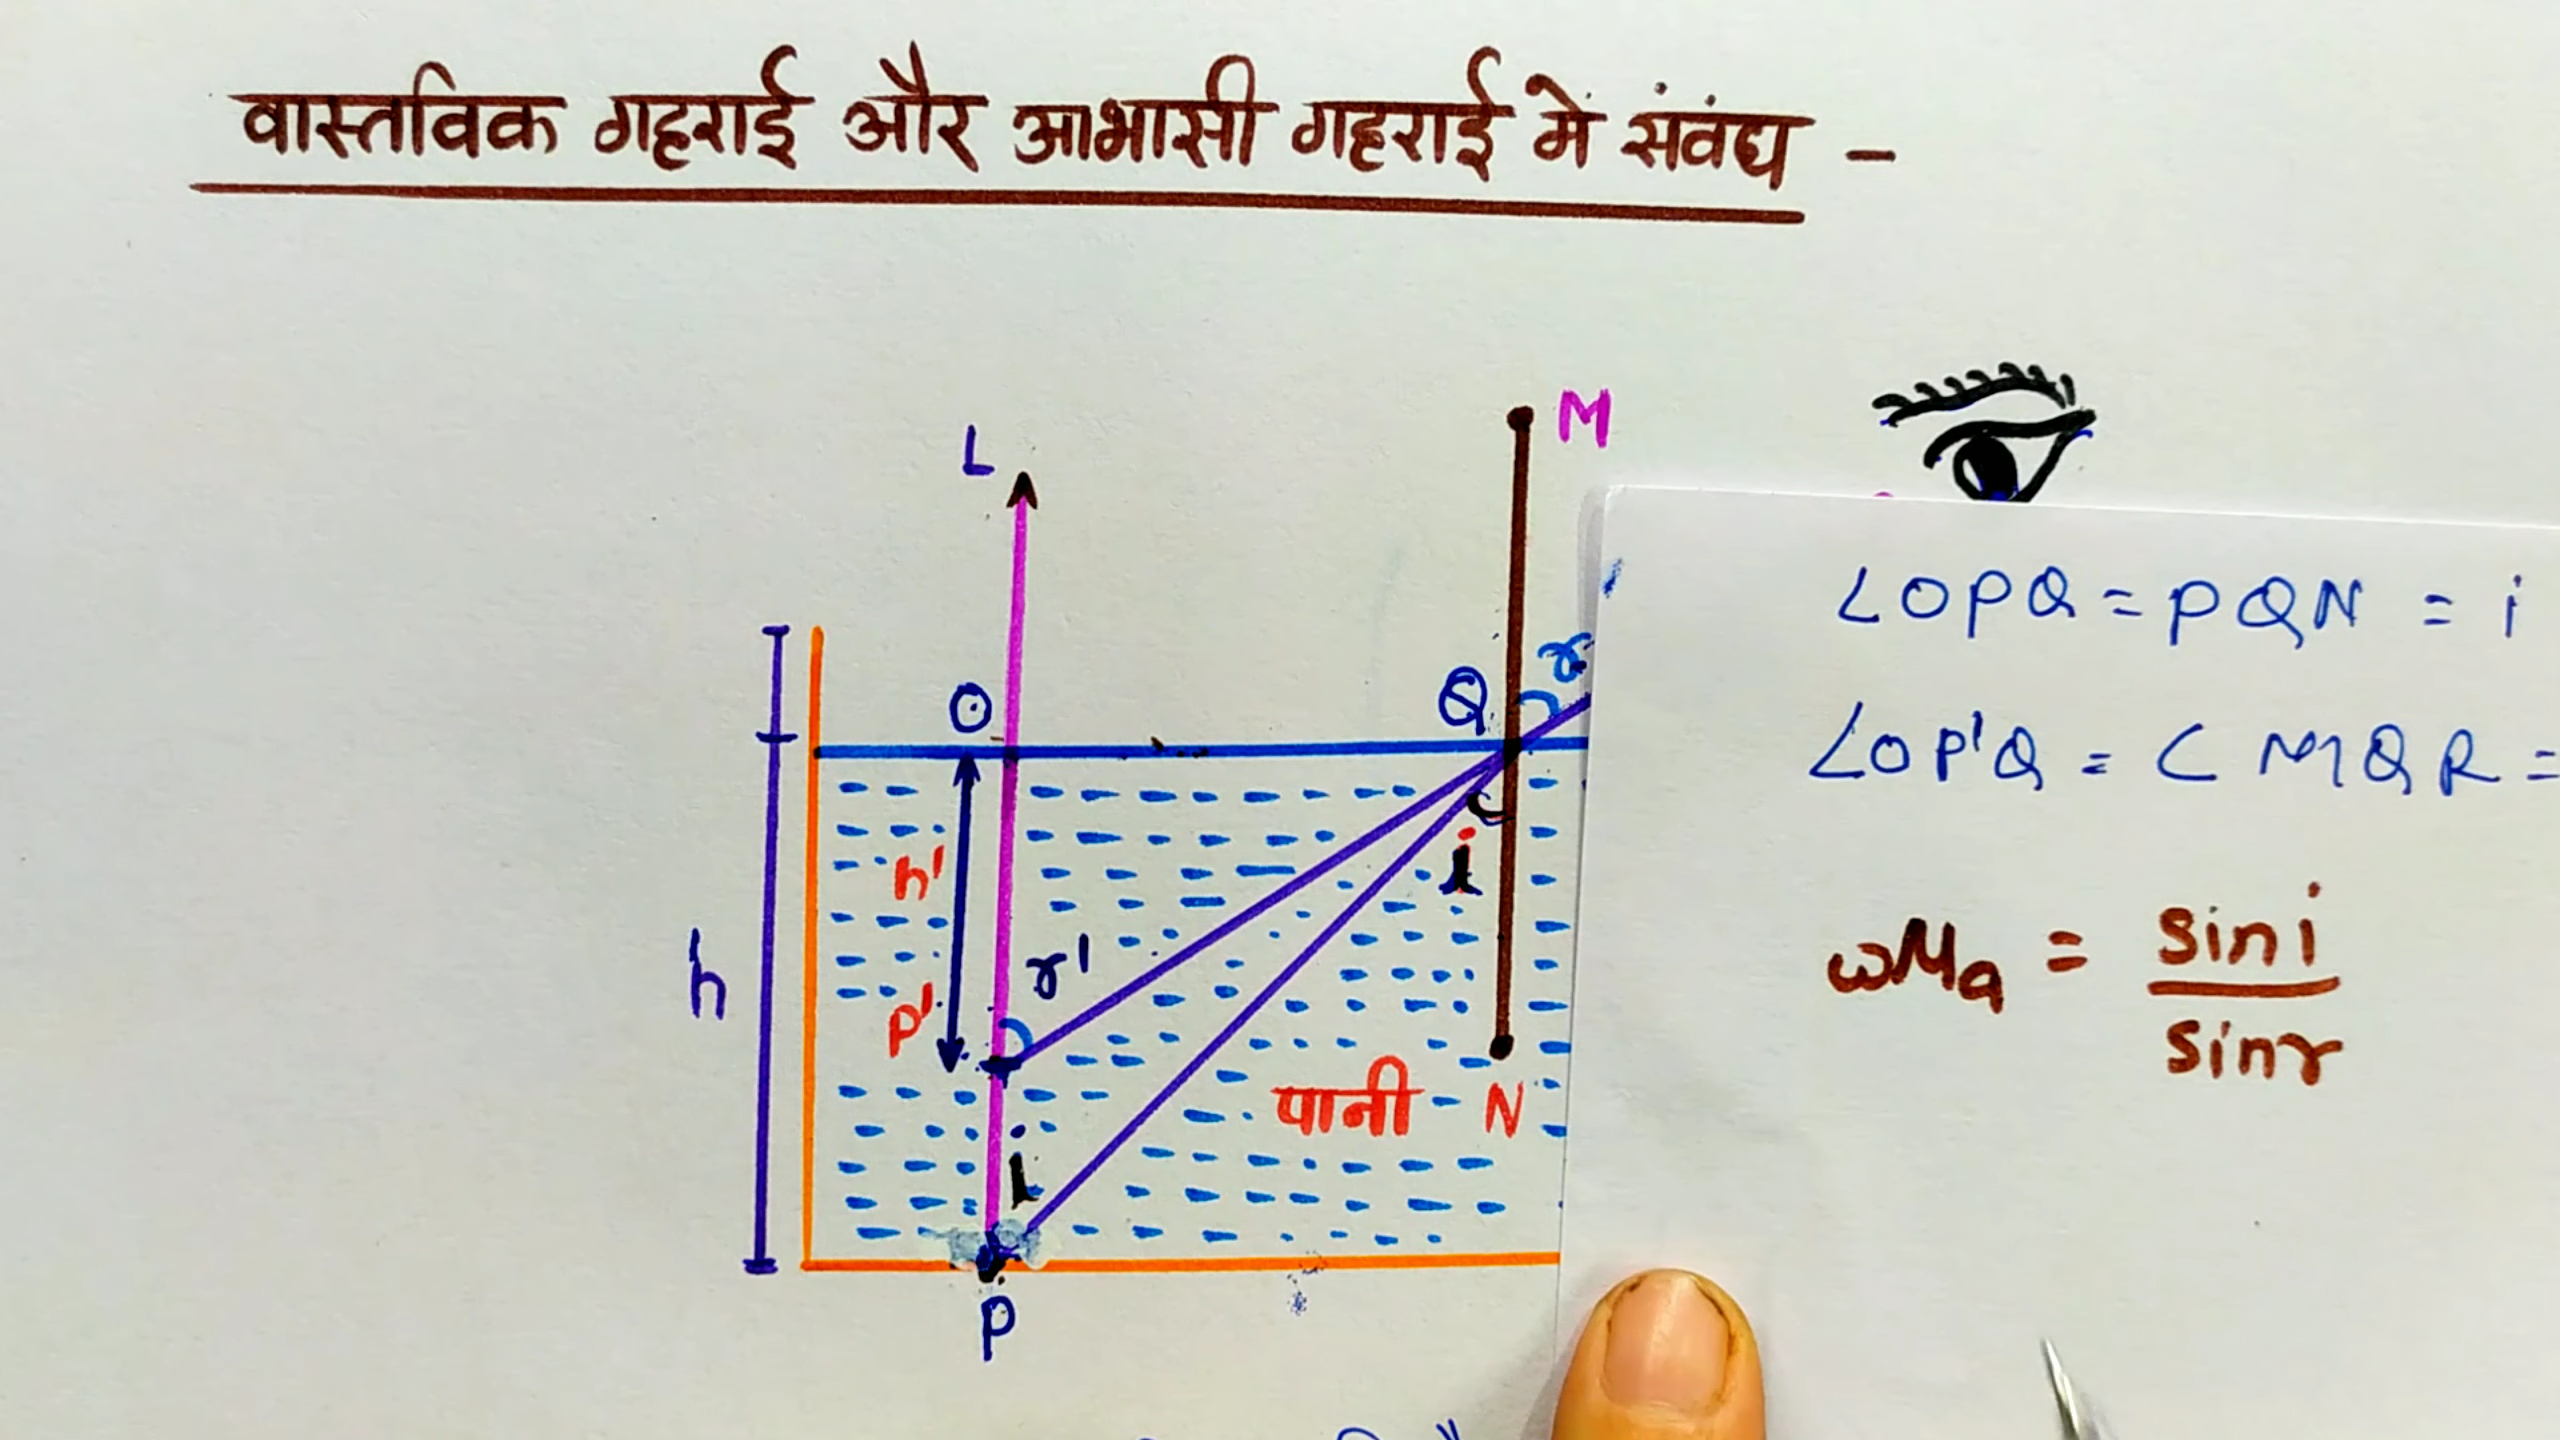 वास्तविक गहराई और आभासी गहराई में संवंध -
M
L
∠OPQ = PQN = i
r
O
Q
∠OP'Q = ∠MQR =
h'
i
r'
ωμa = sin i / sin r
h
p'
पानी
N
i
P